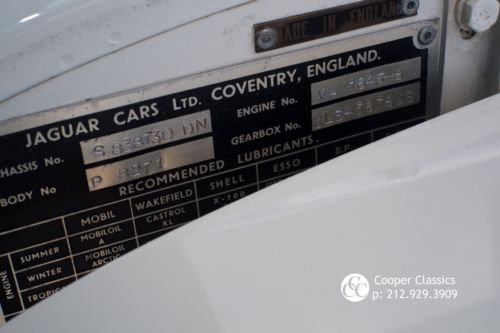 MADE IN ENGLAND
JAGUAR CARS LTD. COVENTRY, ENGLAND.
CHASSIS No. S 838730 DN
ENGINE No.
BODY No. P 8271
GEARBOX No.
RECOMMENDED LUBRICANTS.
MOBIL WAKEFIELD SHELL ESSO B.P.
ENGINE
SUMMER MOBILOIL A CASTROL XL X-100
WINTER MOBILOIL ARCTIC
TROPICAL
Cooper Classics
p: 212.929.3909